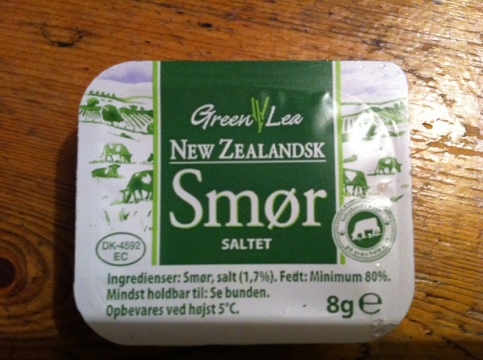 Green Lea
NEW ZEALANDSK
Smør
SALTET
DK-4592
EC
Ingredienser: Smør, salt (1,7%). Fedt: Minimum 80%.
Mindst holdbar til: Se bunden.
Opbevares ved højst 5°C.
8g e